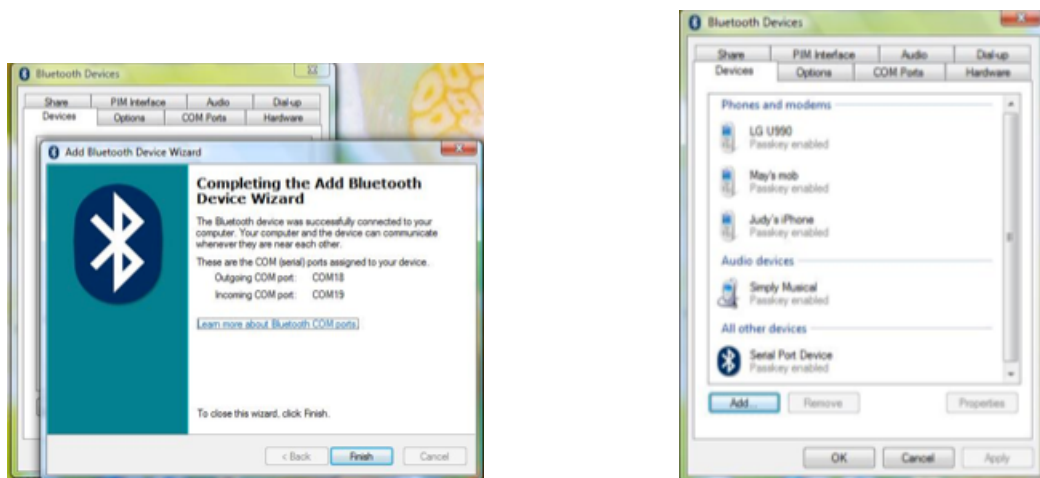 Bluetooth Devices
Share PIM Interface Audio Dial-up
Devices Options COM Ports Hardware
Add Bluetooth Device Wizard
Completing the Add Bluetooth
Device Wizard
The Bluetooth device was successfully connected to your
computer. Your computer and the device can communicate
whenever they are near each other.
These are the COM (serial) ports assigned to your device.
Outgoing COM port: COM18
Incoming COM port: COM19
Learn more about Bluetooth COM ports.
To close this wizard, click Finish.
< Back Finish Cancel
Bluetooth Devices
Share PIM Interface Audio Dial-up
Devices Options COM Ports Hardware
Phones and modems
LG U990
Passkey enabled
May's mob
Passkey enabled
Judy's iPhone
Passkey enabled
Audio devices
Simply Musical
Passkey enabled
All other devices
Serial Port Device
Passkey enabled
Add... Remove Properties
OK Cancel Apply